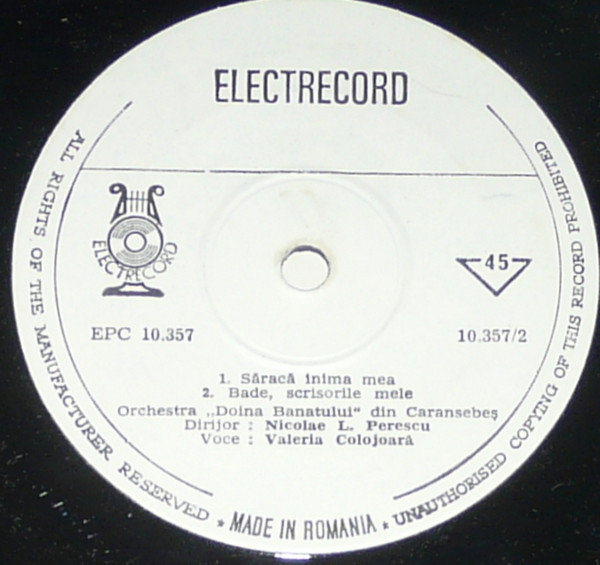 ELECTRECORD
ELECTRECORD
45
EPC 10.357
10.357/2
1. Săracă inima mea
2. Bade, scrisorile mele
Orchestra „Doina Banatului" din Caransebeș
Dirijor : Nicolae L. Perescu
Voce : Valeria Colojoară
ALL RIGHTS OF THE MANUFACTURER RESERVED ★ MADE IN ROMANIA ★ UNAUTHORISED COPYING OF THIS RECORD PROHIBITED